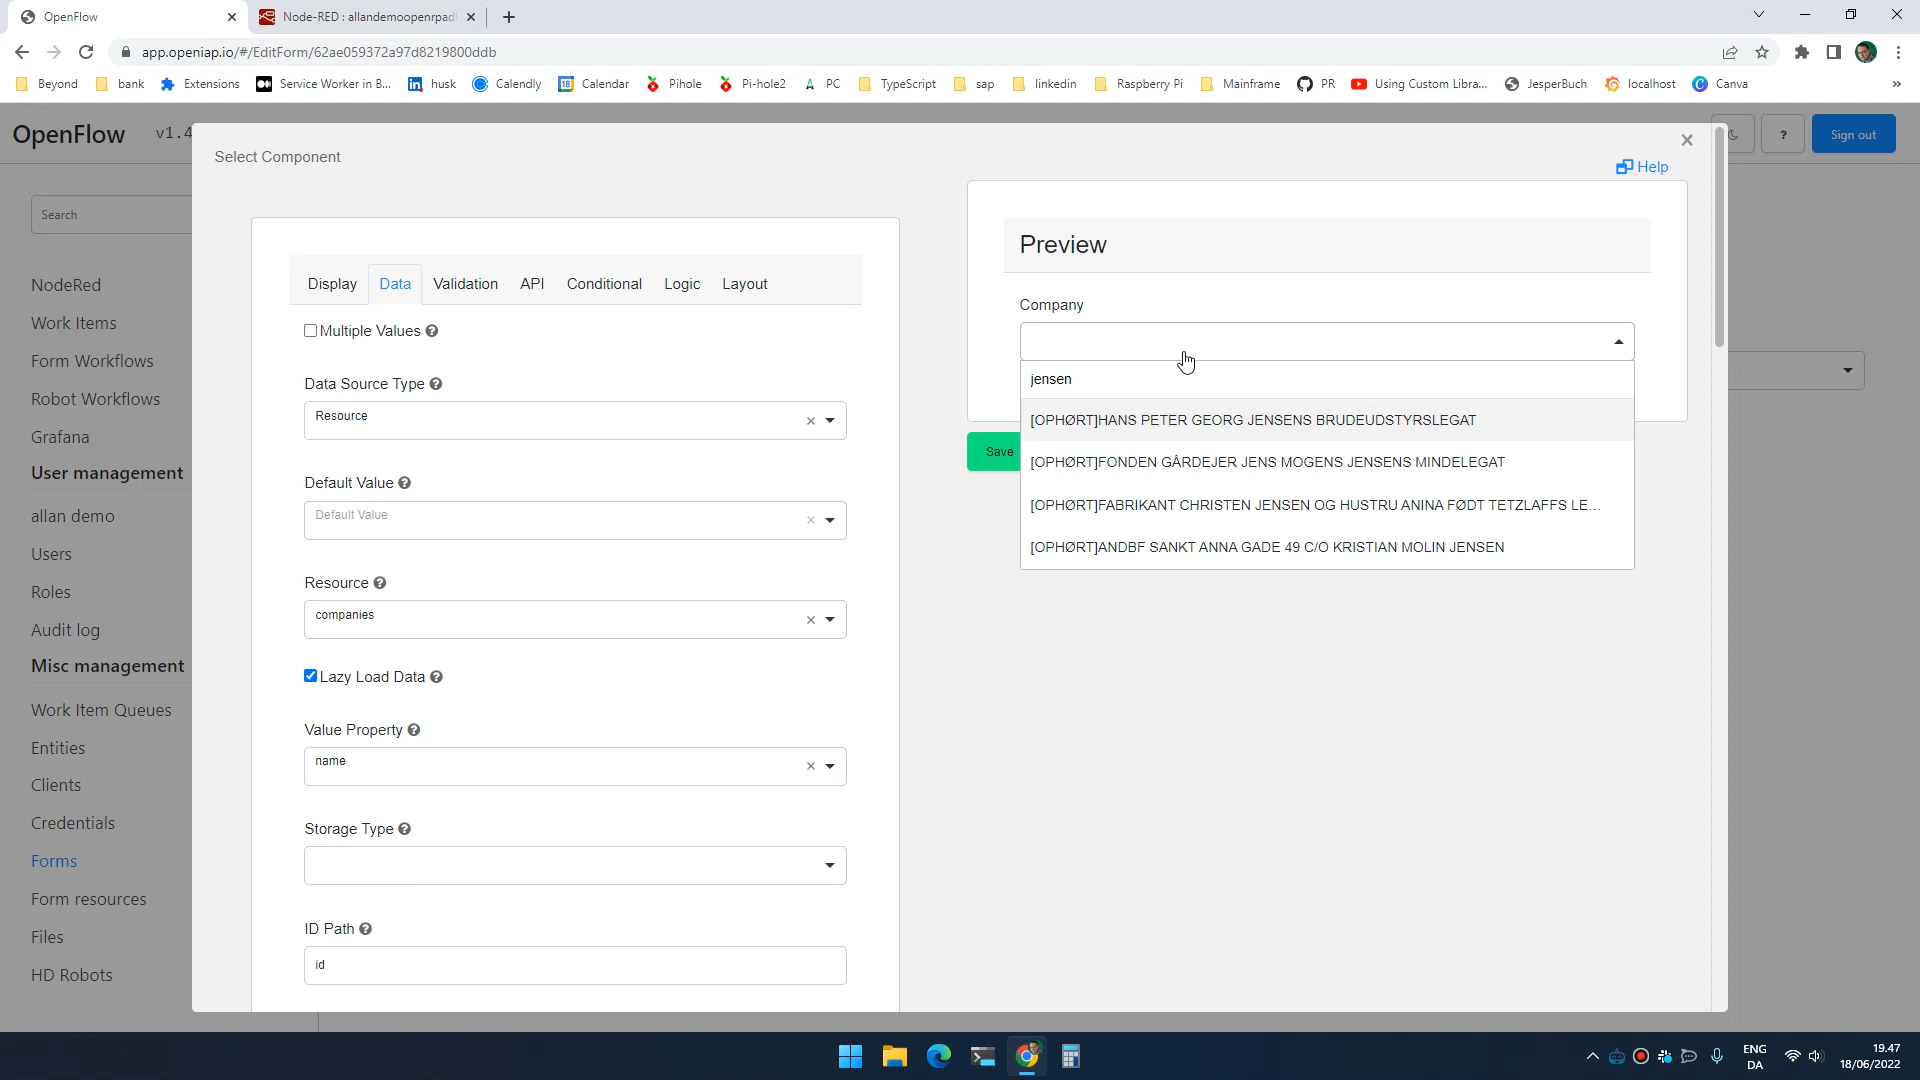 OpenFlow
Node-RED : allandemoopenrpadk
app.openiap.io/#/EditForm/62ae059372a97d8219800ddb
Beyond
bank
Extensions
Service Worker in B...
husk
Calendly
Calendar
Pihole
Pi-hole2
PC
TypeScript
sap
linkedin
Raspberry Pi
Mainframe
PR
Using Custom Libra...
JesperBuch
localhost
Canva
OpenFlow
v1.4
?
Sign out
Search
NodeRed
Work Items
Form Workflows
Robot Workflows
Grafana
User management
allan demo
Users
Roles
Audit log
Misc management
Work Item Queues
Entities
Clients
Credentials
Forms
Form resources
Files
HD Robots
Select Component
Help
Display
Data
Validation
API
Conditional
Logic
Layout
Multiple Values
Data Source Type
Resource
Default Value
Default Value
Resource
companies
Lazy Load Data
Value Property
name
Storage Type
ID Path
id
Preview
Company
jensen
[OPHØRT]HANS PETER GEORG JENSENS BRUDEUDSTYRSLEGAT
[OPHØRT]FONDEN GÅRDEJER JENS MOGENS JENSENS MINDELEGAT
[OPHØRT]FABRIKANT CHRISTEN JENSEN OG HUSTRU ANINA FØDT TETZLAFFS LE...
[OPHØRT]ANDBF SANKT ANNA GADE 49 C/O KRISTIAN MOLIN JENSEN
Save
ENG
DA
19.47
18/06/2022